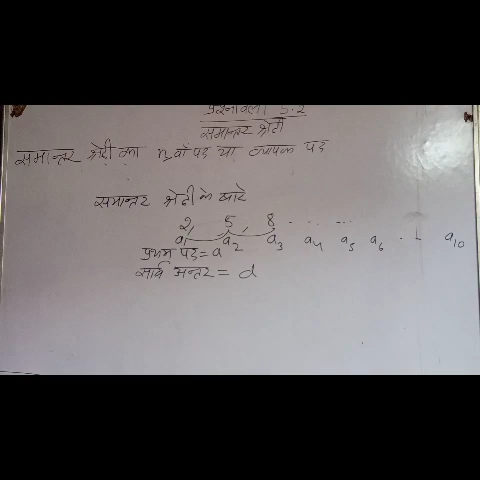 प्रश्नावली 5.2
समान्तर श्रेढी
समान्तर श्रेढ़ी का n वाँ पद या व्यापक पद
समान्तर श्रेढी के बारे
2, 5 , 8 . . . . . .
a₁ a₂ a₃ a₄ a₅ a₆ . . a₁₀
प्रथम पद = a
सार्व अन्तर = d